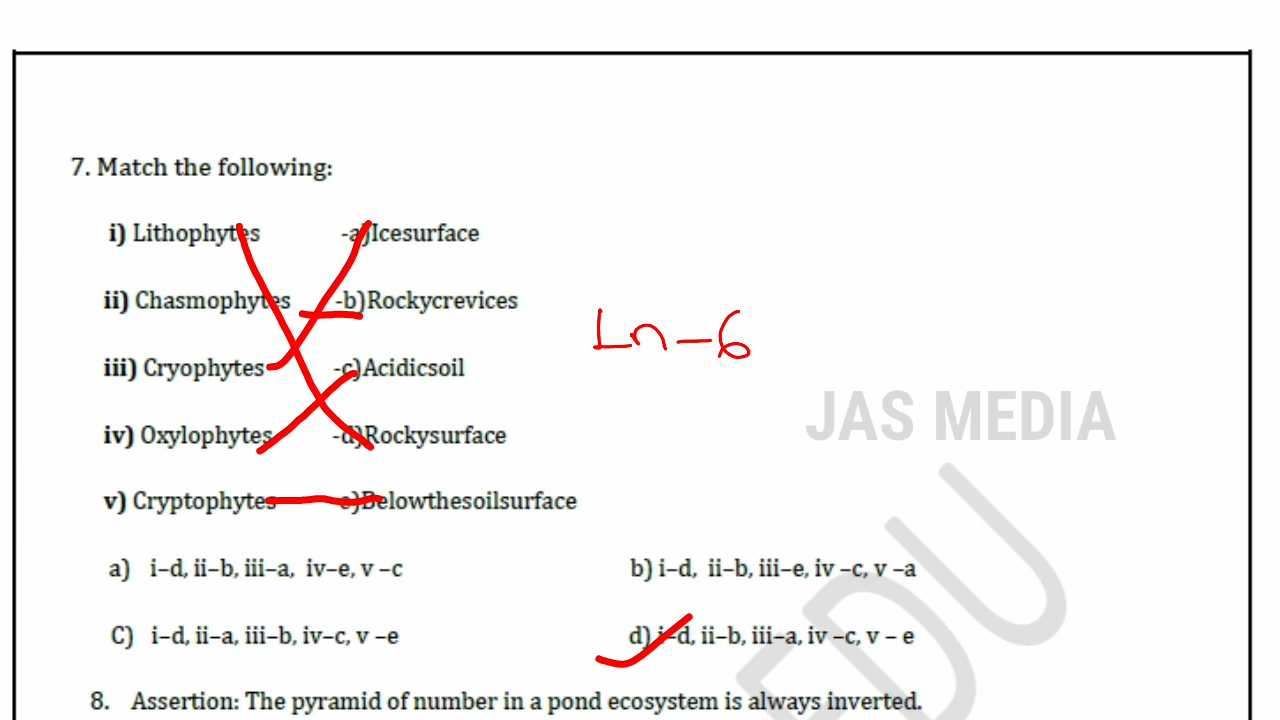 7. Match the following:
i) Lithophytes -a)Icesurface
ii) Chasmophytes -b)Rockycrevices
Ln-6
iii) Cryophytes -c)Acidicsoil
JAS MEDIA
iv) Oxylophytes -d)Rockysurface
v) Cryptophytes -e)Belowthesoilsurface
a) i–d, ii–b, iii–a, iv–e, v –c b) i–d, ii–b, iii–e, iv –c, v –a
C) i–d, ii–a, iii–b, iv–c, v –e d) i–d, ii–b, iii–a, iv –c, v – e
EDU
8. Assertion: The pyramid of number in a pond ecosystem is always inverted.